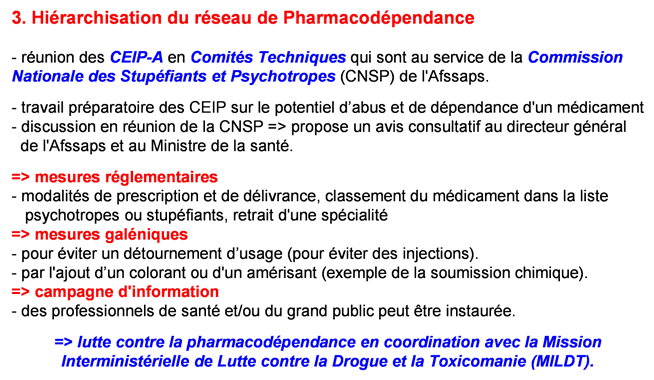 3. Hiérarchisation du réseau de Pharmacodépendance
- réunion des CEIP-A en Comités Techniques qui sont au service de la Commission
Nationale des Stupéfiants et Psychotropes (CNSP) de l'Afssaps.
- travail préparatoire des CEIP sur le potentiel d’abus et de dépendance d'un médicament
- discussion en réunion de la CNSP => propose un avis consultatif au directeur général
de l'Afssaps et au Ministre de la santé.
=> mesures réglementaires
- modalités de prescription et de délivrance, classement du médicament dans la liste
psychotropes ou stupéfiants, retrait d'une spécialité
=> mesures galéniques
- pour éviter un détournement d’usage (pour éviter des injections).
- par l'ajout d’un colorant ou d'un amérisant (exemple de la soumission chimique).
=> campagne d'information
- des professionnels de santé et/ou du grand public peut être instaurée.
=> lutte contre la pharmacodépendance en coordination avec la Mission
Interministérielle de Lutte contre la Drogue et la Toxicomanie (MILDT).